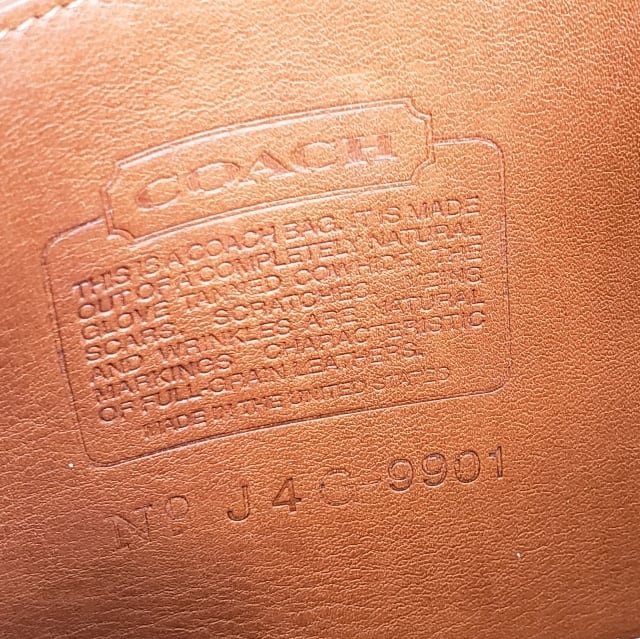 COACH
THIS IS A COACH BAG. IT IS MADE
OUT OF A COMPLETELY NATURAL
GLOVE TANNED COWHIDE. THE
SCARS, SCRATCHES, VEINS
AND WRINKLES ARE NATURAL
MARKINGS CHARACTERISTIC
OF FULL GRAIN LEATHERS.
MADE IN THE UNITED STATES
Nº J4C-9901